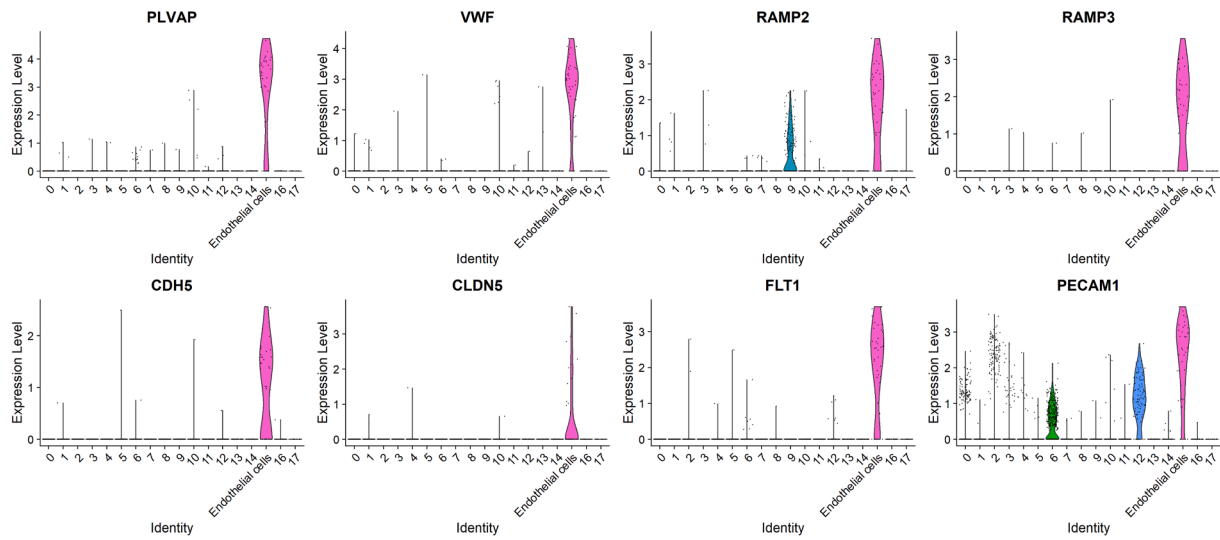 PLVAP
VWF
RAMP2
RAMP3
Expression Level
4
3
2
1
0
Expression Level
4
3
2
1
0
Expression Level
3
2
1
0
Expression Level
3
2
1
0
0 1 2 3 4 5 6 7 8 9 10 11 12 13 14 Endothelial cells 16 17
0 1 2 3 4 5 6 7 8 9 10 11 12 13 14 Endothelial cells 16 17
0 1 2 3 4 5 6 7 8 9 10 11 12 13 14 Endothelial cells 16 17
0 1 2 3 4 5 6 7 8 9 10 11 12 13 14 Endothelial cells 16 17
Identity
Identity
Identity
Identity
CDH5
CLDN5
FLT1
PECAM1
Expression Level
2
1
0
Expression Level
3
2
1
0
Expression Level
3
2
1
0
Expression Level
3
2
1
0
0 1 2 3 4 5 6 7 8 9 10 11 12 13 14 Endothelial cells 16 17
0 1 2 3 4 5 6 7 8 9 10 11 12 13 14 Endothelial cells 16 17
0 1 2 3 4 5 6 7 8 9 10 11 12 13 14 Endothelial cells 16 17
0 1 2 3 4 5 6 7 8 9 10 11 12 13 14 Endothelial cells 16 17
Identity
Identity
Identity
Identity